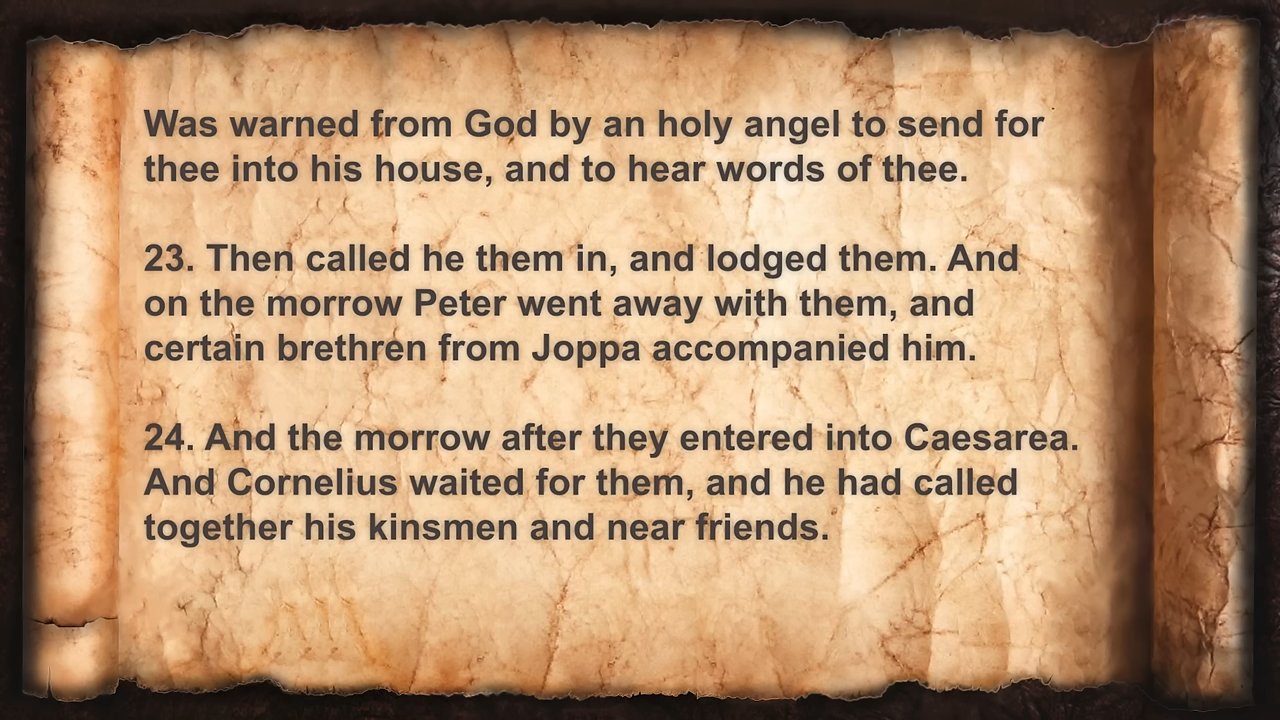 Was warned from God by an holy angel to send for
thee into his house, and to hear words of thee.
23. Then called he them in, and lodged them. And
on the morrow Peter went away with them, and
certain brethren from Joppa accompanied him.
24. And the morrow after they entered into Caesarea.
And Cornelius waited for them, and he had called
together his kinsmen and near friends.